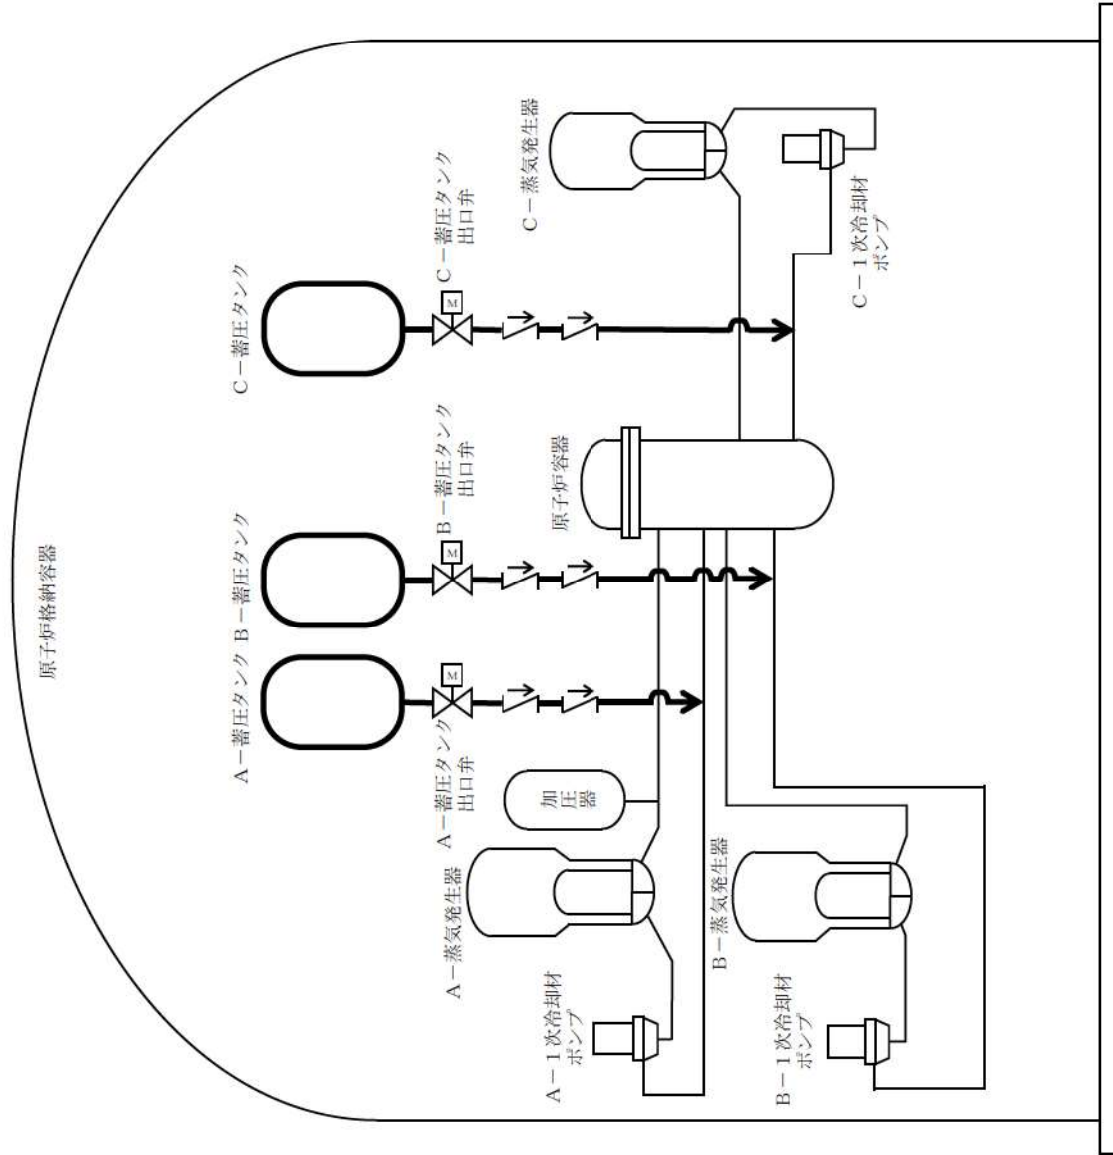 原子炉格納容器
A－蓄圧タンク
B－蓄圧タンク
C－蓄圧タンク
A－蓄圧タンク
出口弁
M
B－蓄圧タンク
出口弁
M
C－蓄圧タンク
出口弁
M
A－蒸気発生器
加
圧
器
原子炉容器
C－蒸気発生器
A－1次冷却材
ポンプ
B－蒸気発生器
B－1次冷却材
ポンプ
C－1次冷却材
ポンプ